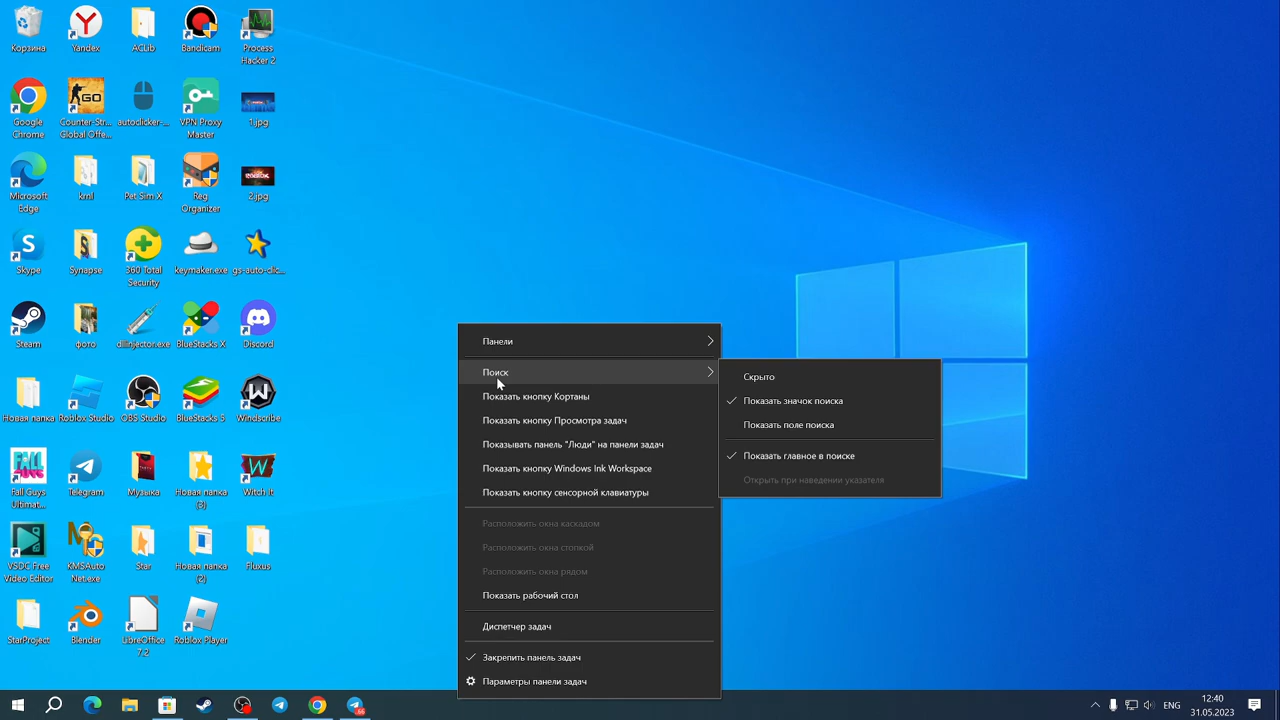 Корзина
Yandex
ACLib
Bandicam
Process
Hacker 2
Google
Chrome
Counter-Str...
Global Offe...
autoclicker-...
VPN Proxy
Master
1.jpg
Microsoft
Edge
kml
Pet Sim X
Reg
Organizer
2.jpg
Skype
Synapse
360 Total
Security
keymaker.exe
gs-auto-clic...
Steam
фото
dllinjector.exe
BlueStacks X
Discord
Новая папка
Roblox Studio
OBS Studio
BlueStacks 5
Windscribe
Fall Guys
Ultimat...
Telegram
Музыка
Новая папка
(3)
Witch It
VSDC Free
Video Editor
KMSAuto
Net.exe
Star
Новая папка
(2)
Fluxus
StarProject
Blender
LibreOffice
7.2
Roblox Player
Панели
Поиск
Показать кнопку Кортаны
Показать кнопку Просмотра задач
Показывать панель "Люди" на панели задач
Показать кнопку Windows Ink Workspace
Показать кнопку сенсорной клавиатуры
Расположить окна каскадом
Расположить окна стопкой
Расположить окна рядом
Показать рабочий стол
Диспетчер задач
Закрепить панель задач
Параметры панели задач
Скрыто
Показать значок поиска
Показать поле поиска
Показать главное в поиске
Открыть при наведении указателя
ENG
12:40
31.05.2023